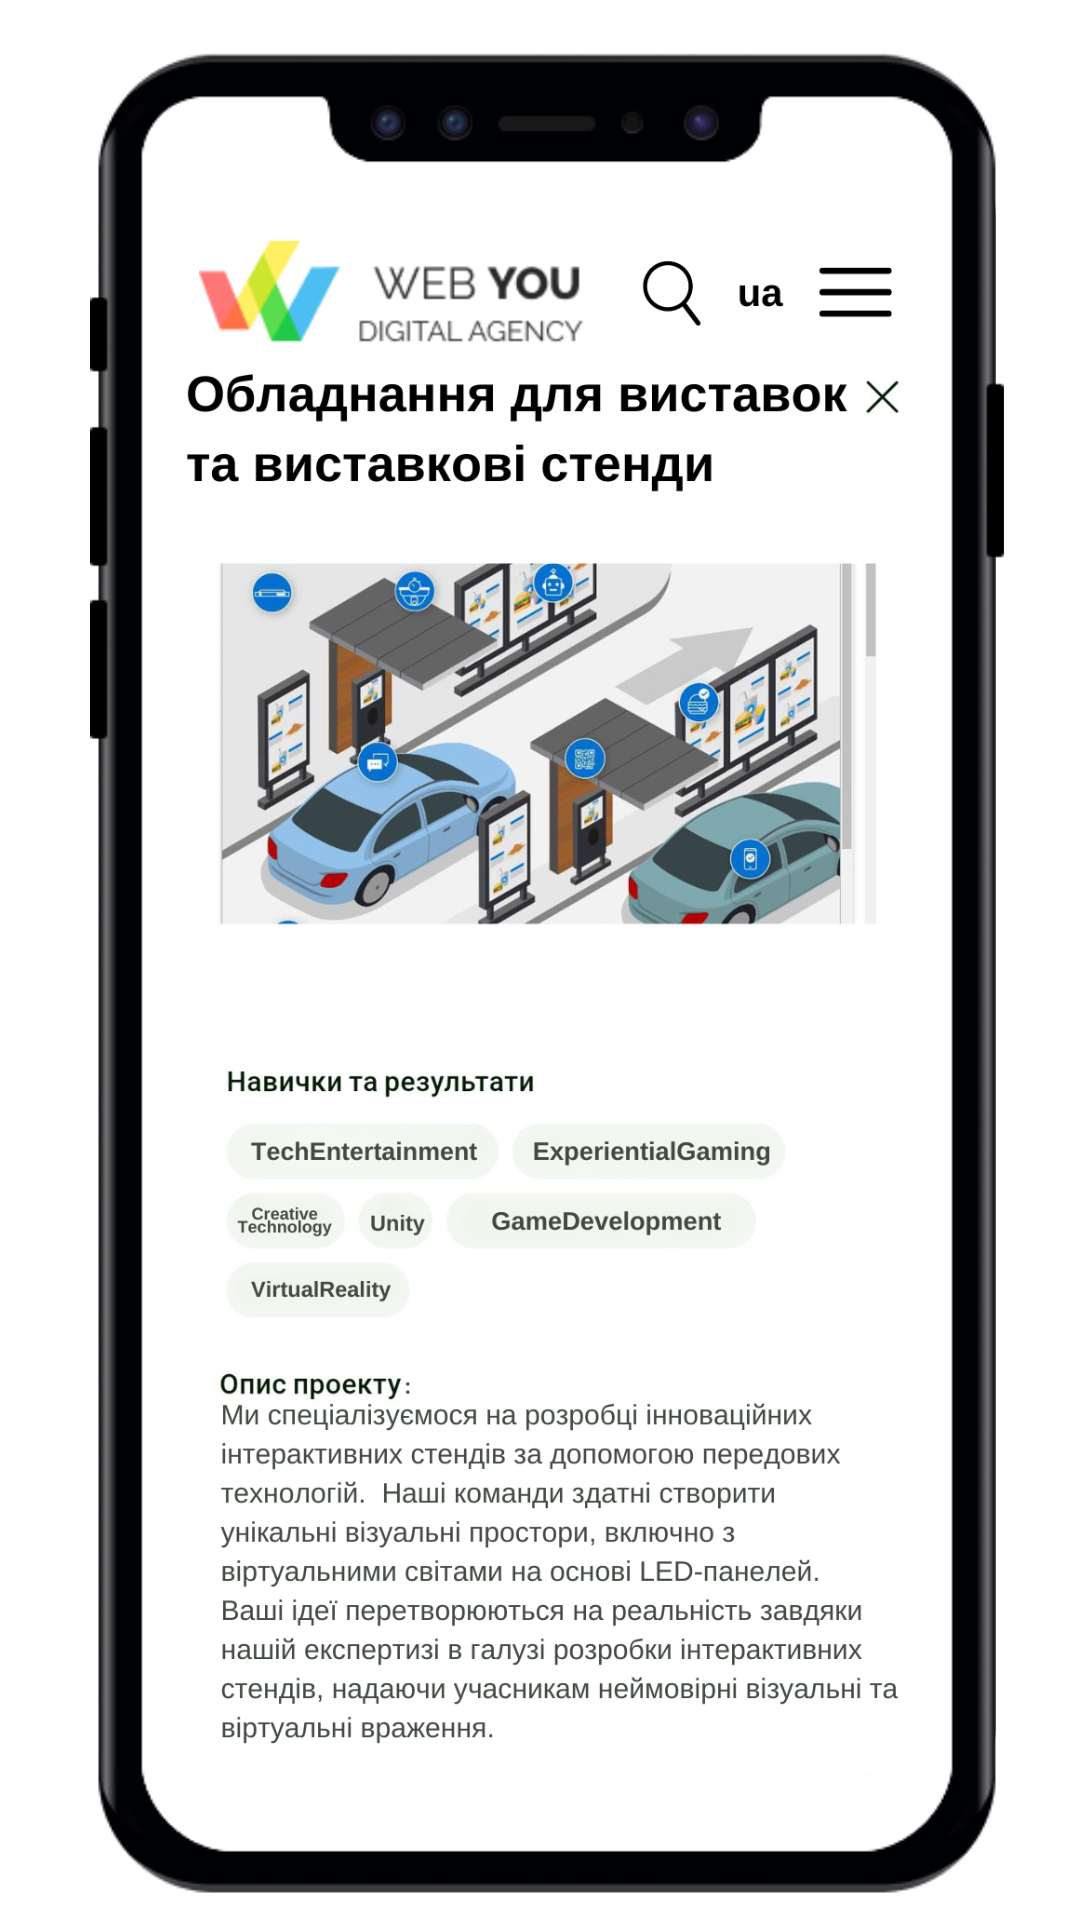 WEB YOU
DIGITAL AGENCY
ua
Обладнання для виставок
та виставкові стенди
Навички та результати
TechEntertainment
ExperientialGaming
Creative
Technology
Unity
GameDevelopment
VirtualReality
Опис проекту:
Ми спеціалізуємося на розробці інноваційних
інтерактивних стендів за допомогою передових
технологій.  Наші команди здатні створити
унікальні візуальні простори, включно з
віртуальними світами на основі LED-панелей.
Ваші ідеї перетворюються на реальність завдяки
нашій експертизі в галузі розробки інтерактивних
стендів, надаючи учасникам неймовірні візуальні та
віртуальні враження.